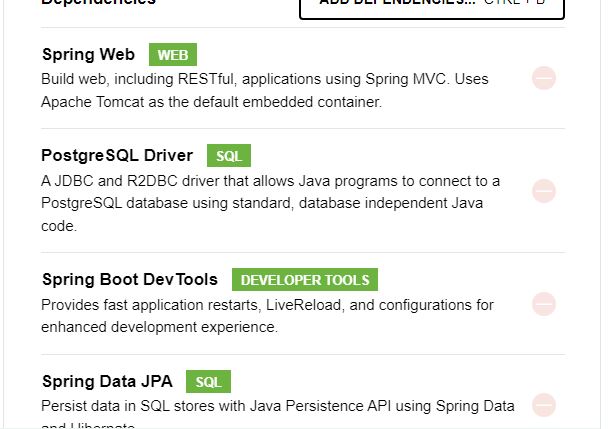 Dependencies
ADD DEPENDENCIES... CTRL + B
Spring Web WEB
Build web, including RESTful, applications using Spring MVC. Uses
Apache Tomcat as the default embedded container.
PostgreSQL Driver SQL
A JDBC and R2DBC driver that allows Java programs to connect to a
PostgreSQL database using standard, database independent Java
code.
Spring Boot DevTools DEVELOPER TOOLS
Provides fast application restarts, LiveReload, and configurations for
enhanced development experience.
Spring Data JPA SQL
Persist data in SQL stores with Java Persistence API using Spring Data
and Hibernate.